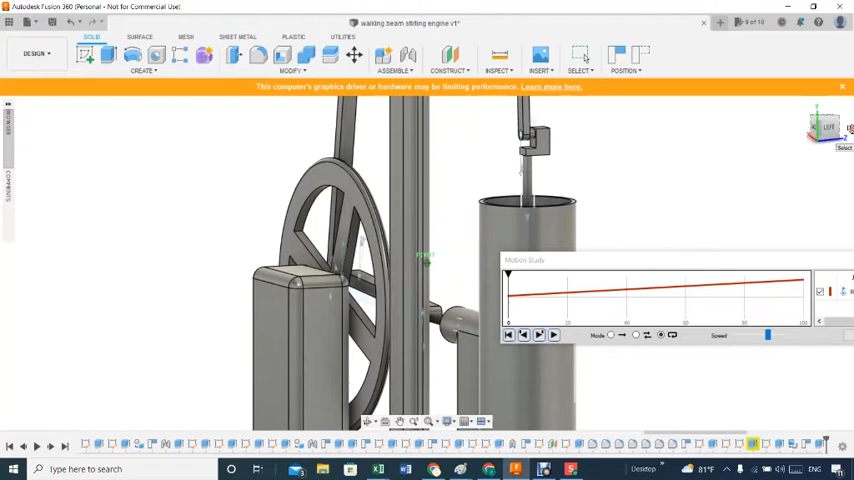 Autodesk Fusion 360 (Personal - Not for Commercial Use)
walking beam stirling engine v1*
9 of 10
SOLID SURFACE SHEET METAL PLASTIC UTILITIES
DESIGN
CREATE MODIFY ASSEMBLE CONSTRUCT INSPECT INSERT SELECT POSITION
This computer's graphics driver or hardware may be limiting performance. Learn more here.
BROWSER
COMMENTS
Y
LEFT
X
Z
Select
Motion Study
0 20 40 60 80 100
Mode
Speed
Type here to search
Desktop
81°F
ENG